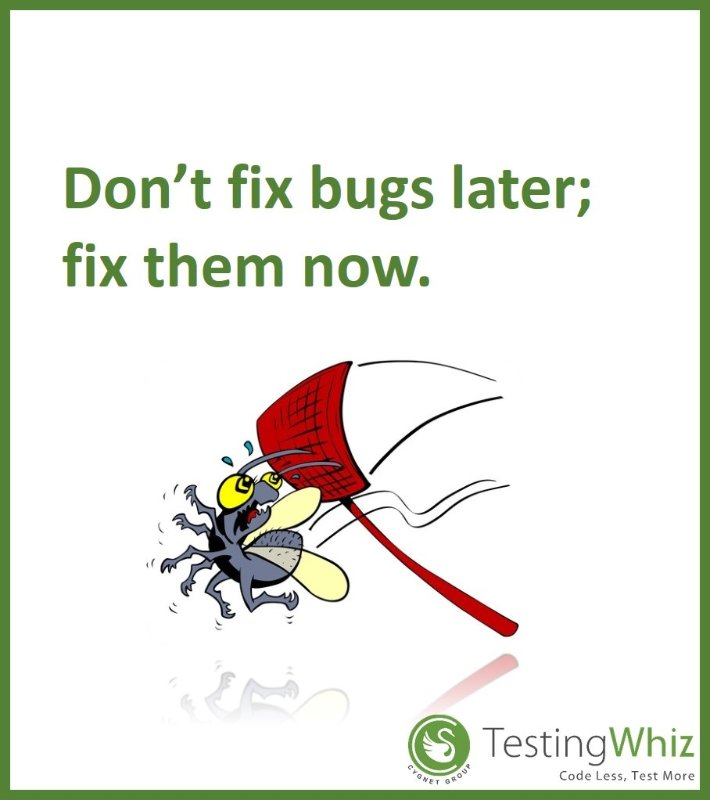 Don’t fix bugs later;
fix them now.
CYGNET GROUP
TestingWhiz
Code Less, Test More